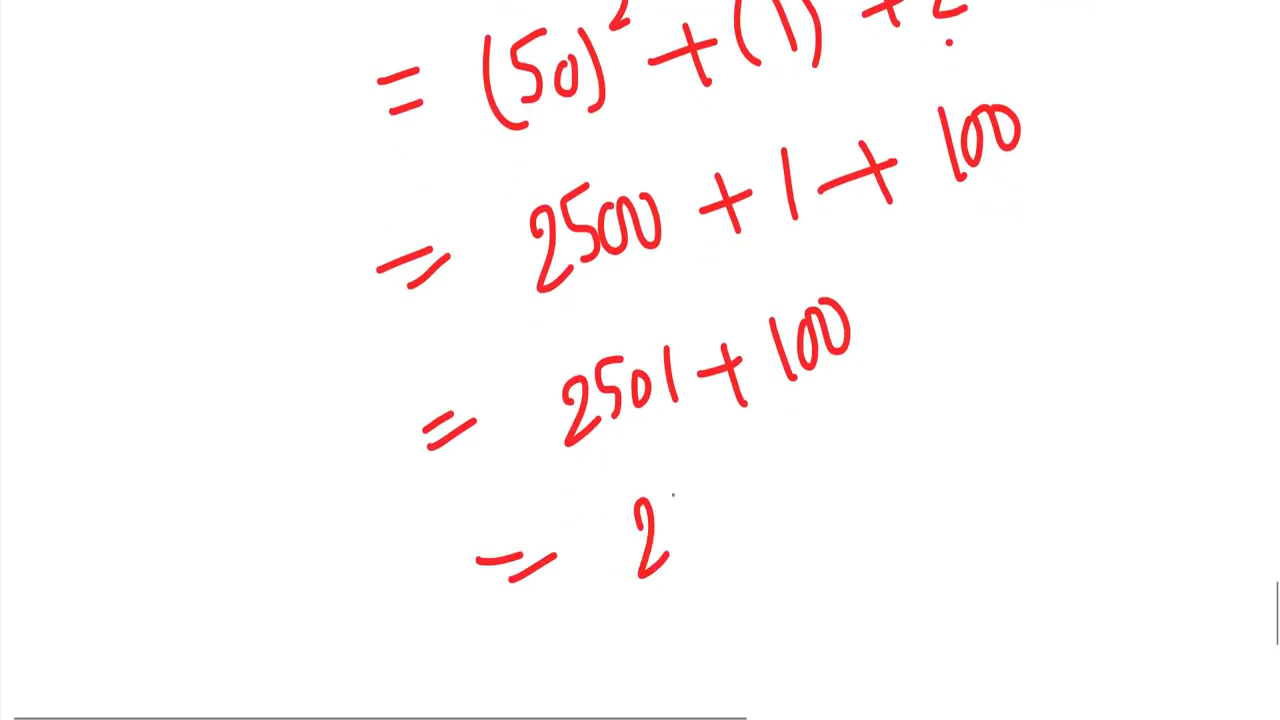 = (50)² + (1) +
= 2500 + 1 + 100
= 2501 + 100
= 2